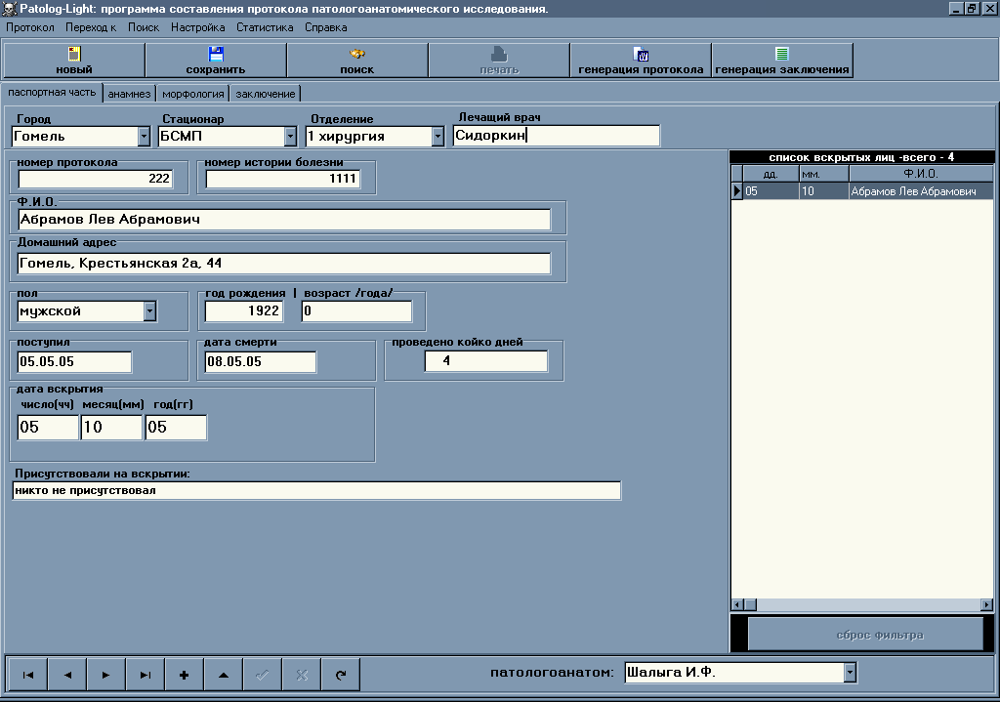 Patolog-Light: программа составления протокола патологоанатомического исследования.
Протокол Переход к Поиск Настройка Статистика Справка
новый сохранить поиск печать генерация протокола генерация заключения
паспортная часть анамнез морфология заключение
Город Стационар Отделение Лечащий врач
Гомель БСМП 1 хирургия Сидоркин
список вскрытых лиц -всего - 4
номер протокола номер истории болезни
дд. мм. Ф.И.О.
222 1111
05 10 Абрамов Лев Абрамович
Ф.И.О.
Абрамов Лев Абрамович
Домашний адрес
Гомель, Крестьянская 2а, 44
пол год рождения | возраст /года/
мужской 1922 0
поступил дата смерти проведено койко дней
05.05.05 08.05.05 4
дата вскрытия
число(чч) месяц(мм) год(гг)
05 10 05
Присутствовали на вскрытии:
никто не присутствовал
сброс фильтра
патологоанатом: Шалыга И.Ф.